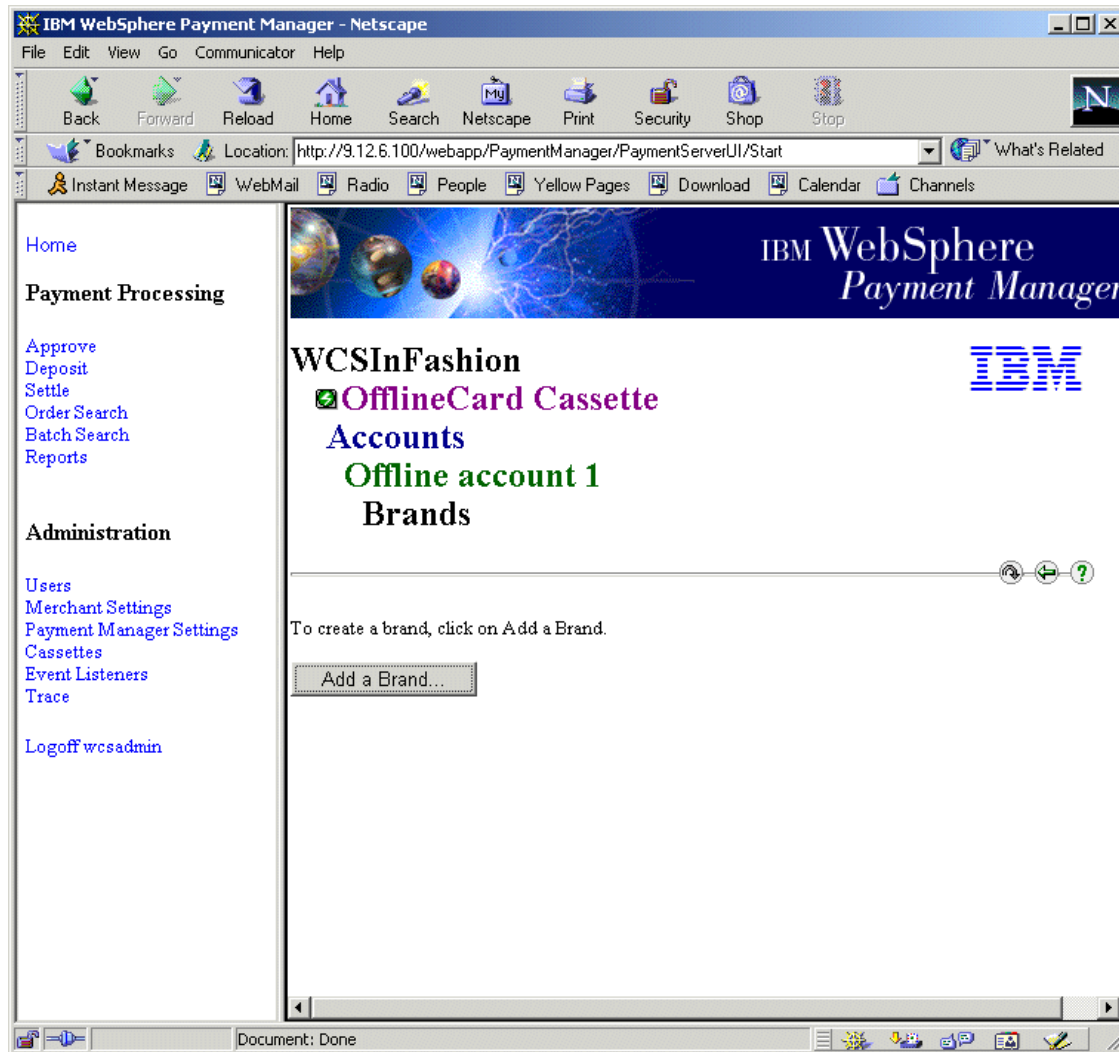 IBM WebSphere Payment Manager - Netscape
File Edit View Go Communicator Help
Back Forward Reload Home Search Netscape Print Security Shop Stop
My
N
Bookmarks Location: http://9.12.6.100/webapp/PaymentManager/PaymentServerUI/Start What's Related
Instant Message WebMail Radio People Yellow Pages Download Calendar Channels
Home
Payment Processing
Approve
Deposit
Settle
Order Search
Batch Search
Reports
Administration
Users
Merchant Settings
Payment Manager Settings
Cassettes
Event Listeners
Trace
Logoff wcsadmin
IBM WebSphere
Payment Manager
WCSInFashion
IBM
OfflineCard Cassette
Accounts
Offline account 1
Brands
?
To create a brand, click on Add a Brand.
Add a Brand...
Document: Done